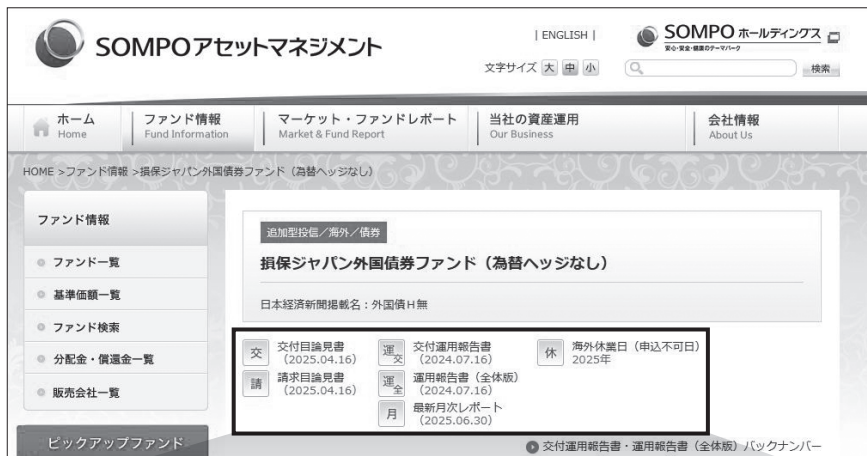 SOMPOアセットマネジメント
| ENGLISH |
SOMPO ホールディングス
安心・安全・健康のテーマパーク
文字サイズ 大 中 小
検索
ホーム
Home
ファンド情報
Fund Information
マーケット・ファンドレポート
Market & Fund Report
当社の資産運用
Our Business
会社情報
About Us
HOME >ファンド情報 >損保ジャパン外国債券ファンド（為替ヘッジなし）
ファンド情報
ファンド一覧
基準価額一覧
ファンド検索
分配金・償還金一覧
販売会社一覧
ピックアップファンド
追加型投信／海外／債券
損保ジャパン外国債券ファンド（為替ヘッジなし）
日本経済新聞掲載名：外国債Ｈ無
交 交付目論見書
（2025.04.16）
請 請求目論見書
（2025.04.16）
運交 交付運用報告書
（2024.07.16）
運全 運用報告書（全体版）
（2024.07.16）
月 最新月次レポート
（2025.06.30）
休 海外休業日（申込不可日）
2025年
交付運用報告書・運用報告書（全体版）バックナンバー